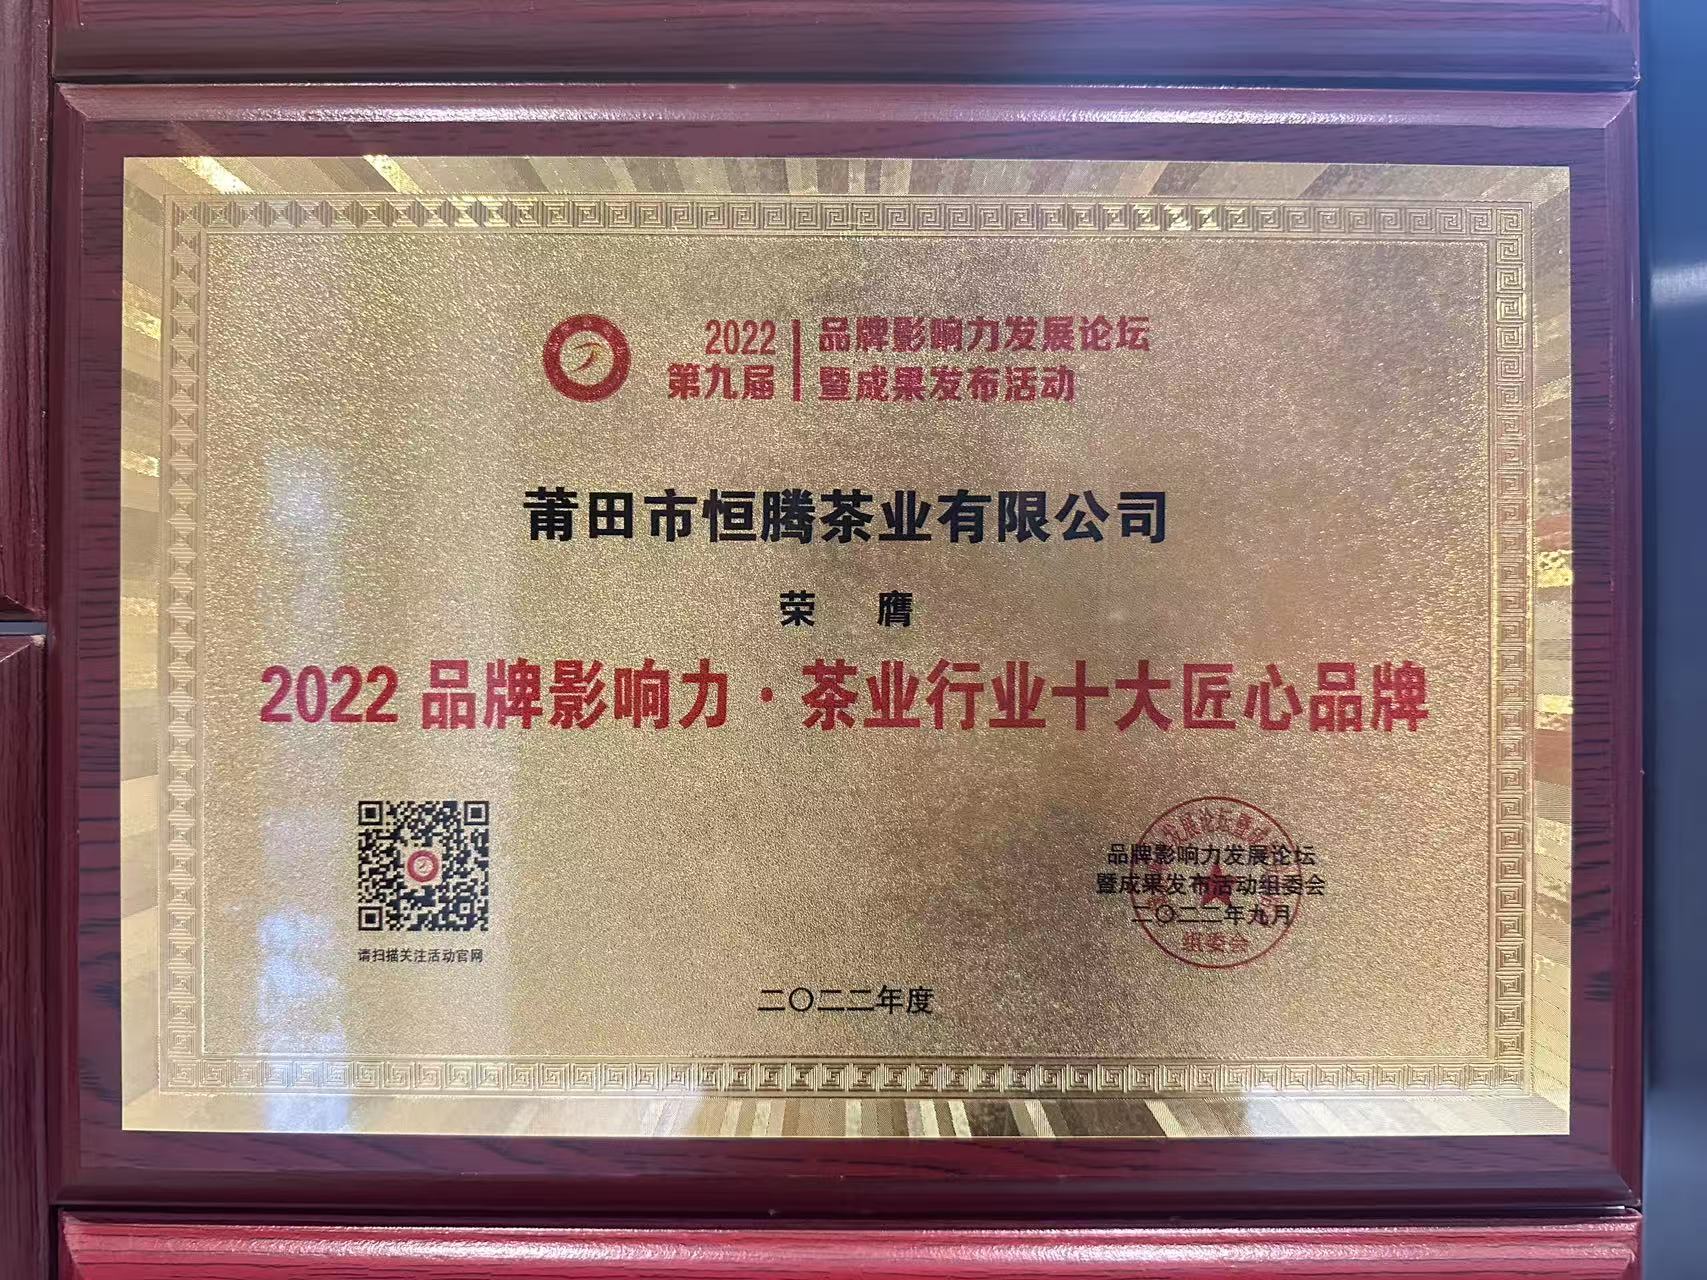 2022
第九届
品牌影响力发展论坛
暨成果发布活动
莆田市恒腾茶业有限公司
荣 膺
2022 品牌影响力·茶业行业十大匠心品牌
请扫描关注活动官网
品牌影响力发展论坛
暨成果发布活动组委会
二〇二二年九月
组委会
二〇二二年度